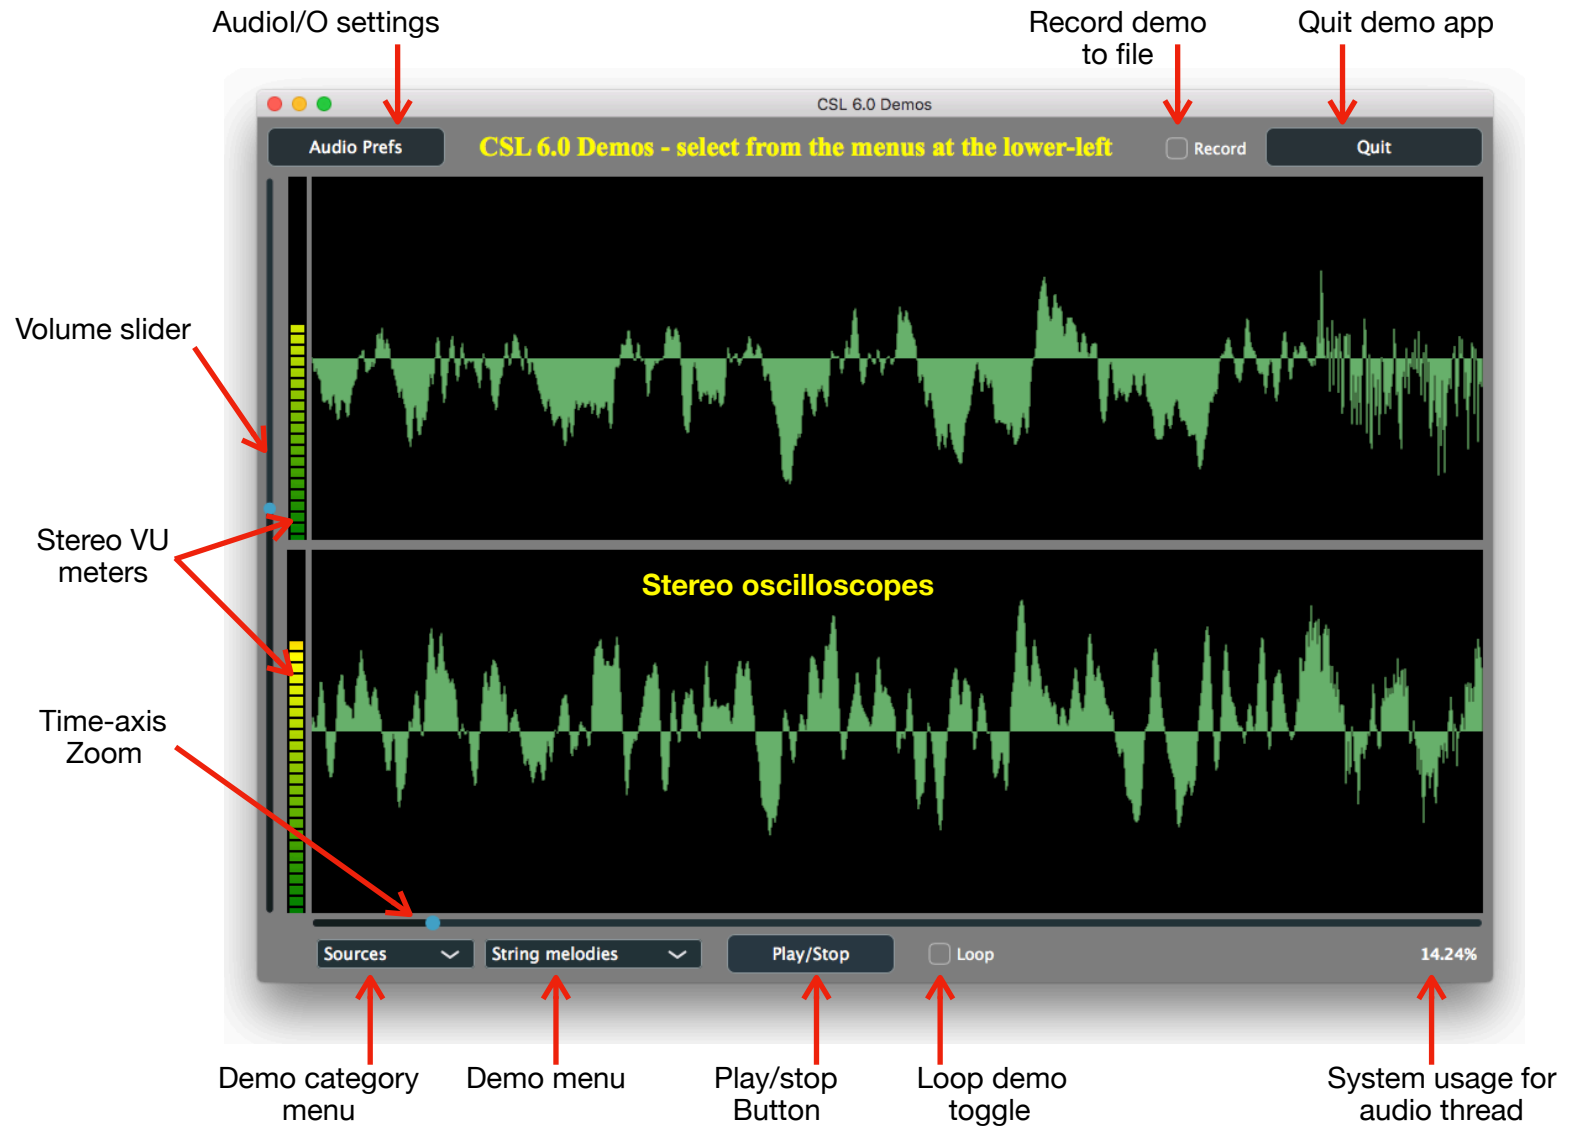 AudioI/O settings
Record demo
to file
Quit demo app
CSL 6.0 Demos
Audio Prefs
CSL 6.0 Demos - select from the menus at the lower-left
Record
Quit
Volume slider
Stereo VU
meters
Stereo oscilloscopes
Time-axis
Zoom
Sources
String melodies
Play/Stop
Loop
14.24%
Demo category
menu
Demo menu
Play/stop
Button
Loop demo
toggle
System usage for
audio thread